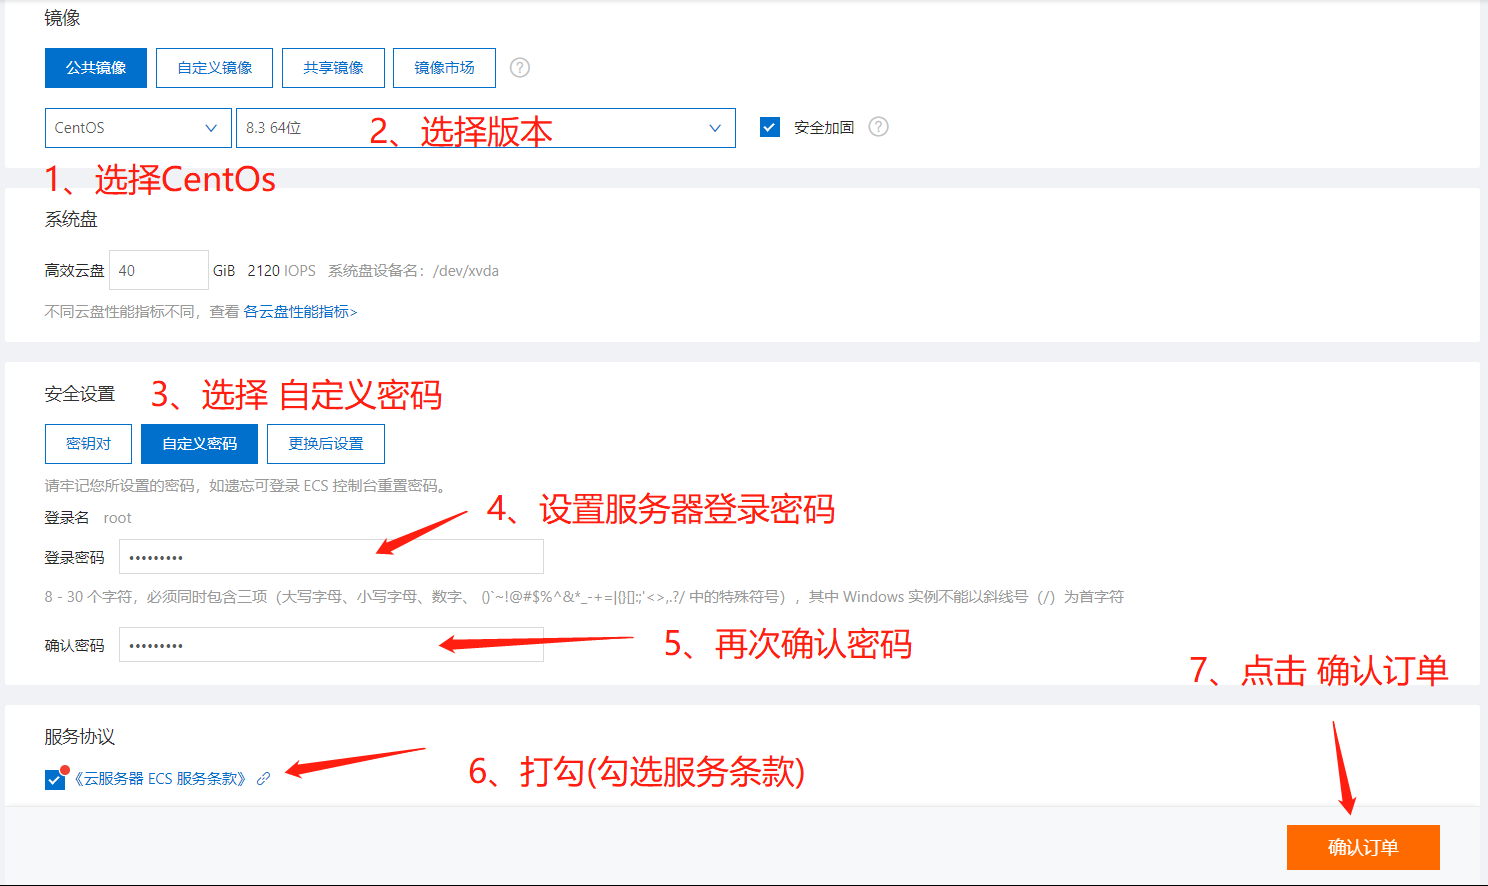 镜像
公共镜像 自定义镜像 共享镜像 镜像市场 ?
CentOS 8.3 64位 2、选择版本 安全加固 ?
1、选择CentOs
系统盘
高效云盘 40 GiB 2120 IOPS 系统盘设备名：/dev/xvda
不同云盘性能指标不同，查看 各云盘性能指标>
安全设置 3、选择 自定义密码
密钥对 自定义密码 更换后设置
请牢记您所设置的密码，如遗忘可登录 ECS 控制台重置密码。
4、设置服务器登录密码
登录名 root
登录密码 •••••••••
8 - 30 个字符，必须同时包含三项（大写字母、小写字母、数字、 ()`~!@#$%^&*_-+=|{}[]:;'<>,.?/ 中的特殊符号），其中 Windows 实例不能以斜线号（/）为首字符
确认密码 ••••••••• 5、再次确认密码
7、点击 确认订单
服务协议
《云服务器 ECS 服务条款》 6、打勾(勾选服务条款)
确认订单